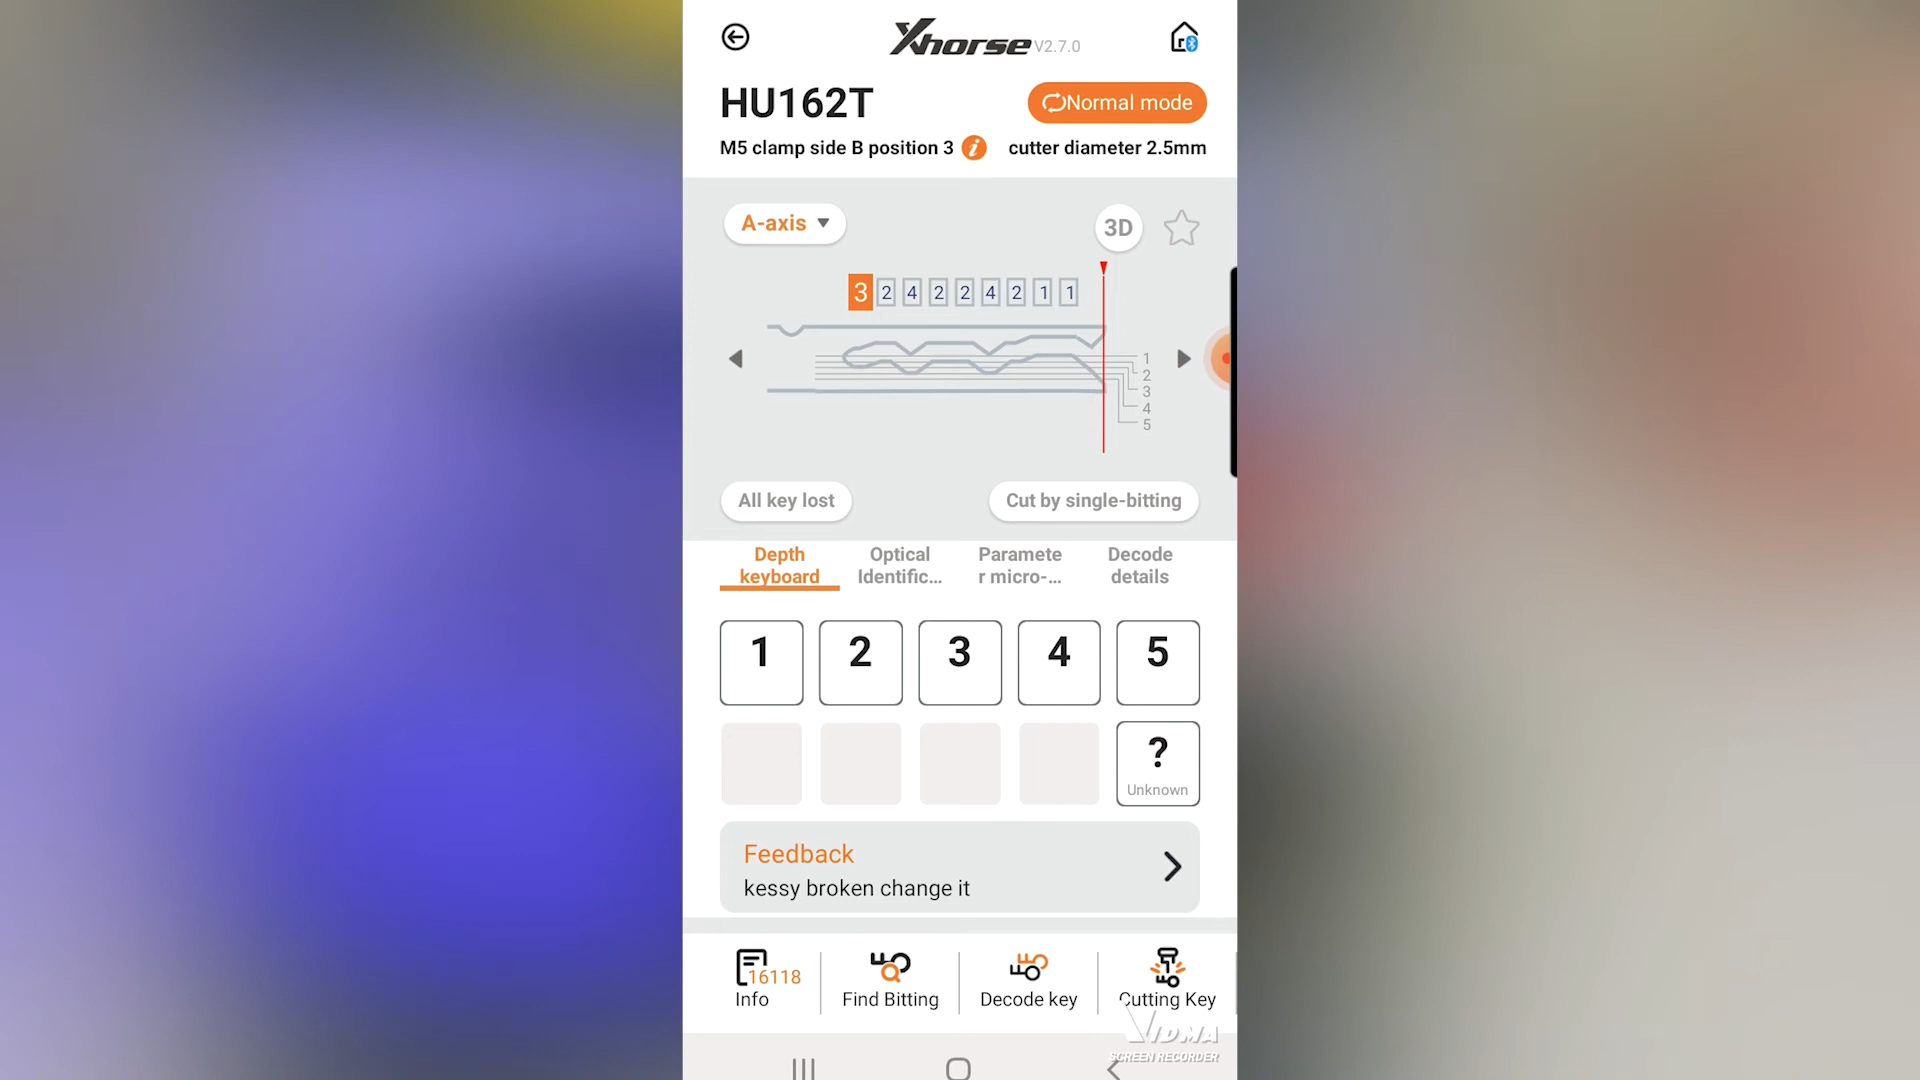 Xhorse V2.7.0
HU162T
Normal mode
M5 clamp side B position 3
cutter diameter 2.5mm
A-axis
3D
3 2 4 2 2 4 2 1 1
1
2
3
4
5
All key lost
Cut by single-bitting
Depth
keyboard
Optical
Identific...
Paramete
r micro-...
Decode
details
1
2
3
4
5
?
Unknown
Feedback
kessy broken change it
16118
Info
Find Bitting
Decode key
Cutting Key
VIDMA
SCREEN RECORDER